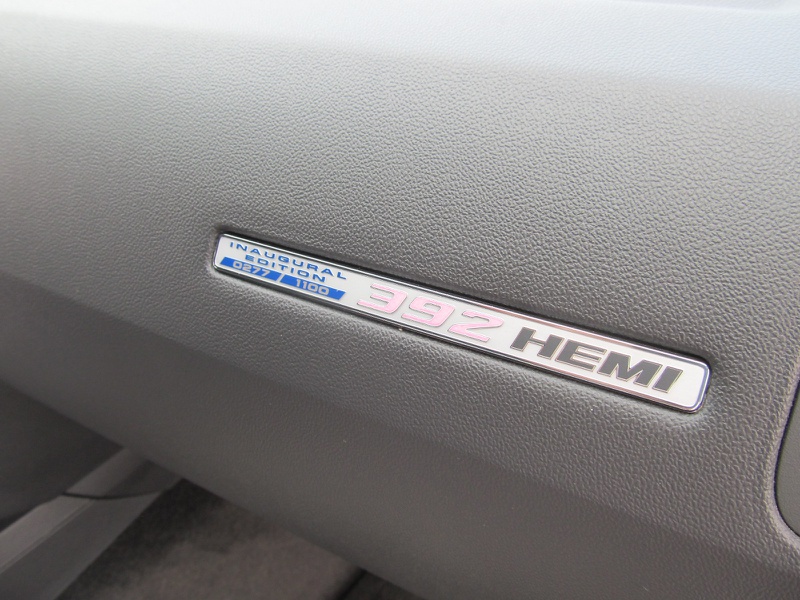 INAUGURAL
EDITION
0277 / 1100
392 HEMI